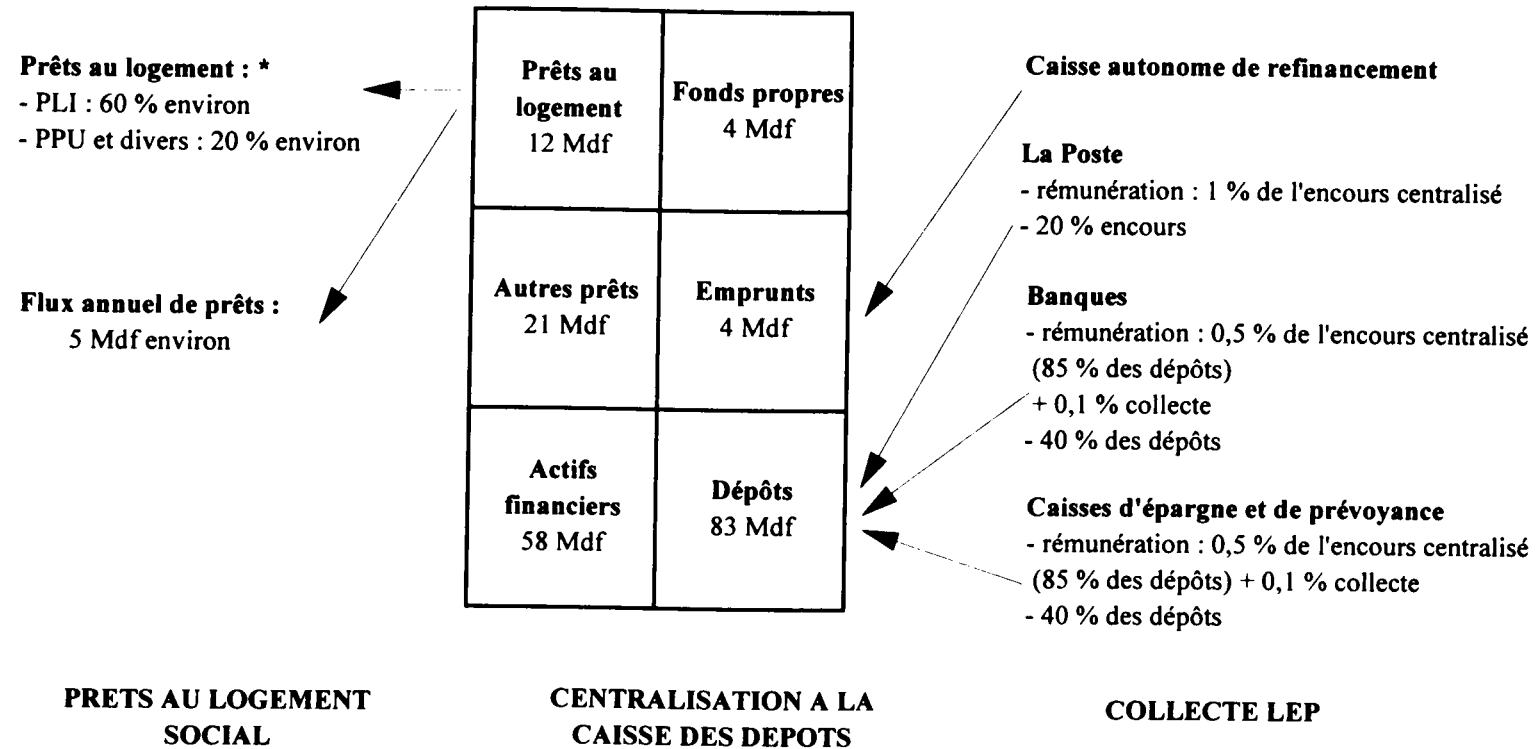 Prêts au logement : *
- PLI : 60 % environ
- PPU et divers : 20 % environ
Flux annuel de prêts :
5 Mdf environ
Prêts au
logement
12 Mdf
Fonds propres
4 Mdf
Autres prêts
21 Mdf
Emprunts
4 Mdf
Actifs
financiers
58 Mdf
Dépôts
83 Mdf
Caisse autonome de refinancement
La Poste
- rémunération : 1 % de l'encours centralisé
- 20 % encours
Banques
- rémunération : 0,5 % de l'encours centralisé
(85 % des dépôts)
+ 0,1 % collecte
- 40 % des dépôts
Caisses d'épargne et de prévoyance
- rémunération : 0,5 % de l'encours centralisé
(85 % des dépôts) + 0,1 % collecte
- 40 % des dépôts
PRETS AU LOGEMENT
SOCIAL
CENTRALISATION A LA
CAISSE DES DEPOTS
COLLECTE LEP